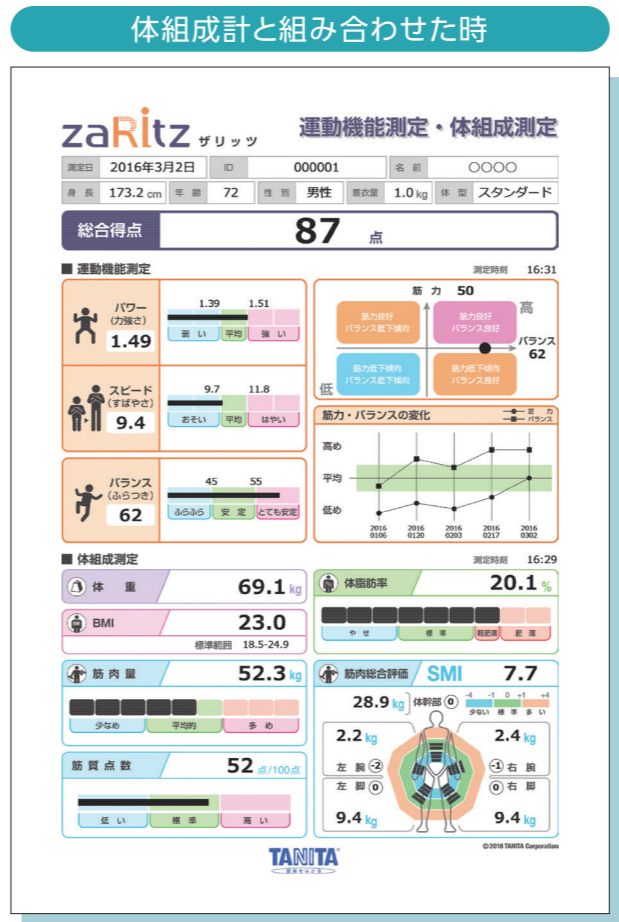 体組成計と組み合わせた時
zaRitz ザリッツ
運動機能測定・体組成測定
測定日 2016年3月2日 ID 000001 名前 ○○○○
身長 173.2 cm 年齢 72 性別 男性 着衣量 1.0 kg 体型 スタンダード
総合得点 87 点
■ 運動機能測定 測定時刻 16:31
パワー
(力強さ)
1.49
1.39 1.51
弱い 平均 強い
スピード
(すばやさ)
9.4
9.7 11.8
おそい 平均 はやい
バランス
(ふらつき)
62
45 55
ふらふら 安定 とても安定
筋力 50
高
筋力良好
バランス低下傾向
筋力良好
バランス良好
バランス
62
筋力低下傾向
バランス低下傾向
筋力低下傾向
バランス良好
低
筋力・バランスの変化
筋力
バランス
高め
平均
低め
2016 2016 2016 2016 2016
0106 0120 0203 0217 0302
■ 体組成測定 測定時刻 16:29
体重 69.1 kg
BMI 23.0
標準範囲 18.5-24.9
体脂肪率 20.1 %
やせ 標準 軽肥満 肥満
筋肉量 52.3 kg
少なめ 平均的 多め
筋質点数 52 点/100点
低い 標準 高い
筋肉総合評価 SMI 7.7
28.9 kg 体幹部 0
-4 -1 0 +1 +4
少ない 標準 多い
2.2 kg 2.4 kg
左腕 -2 -1 右腕
左脚 0 0 右脚
9.4 kg 9.4 kg
©2016 TANITA Corporation
TANITA
健康をはかる